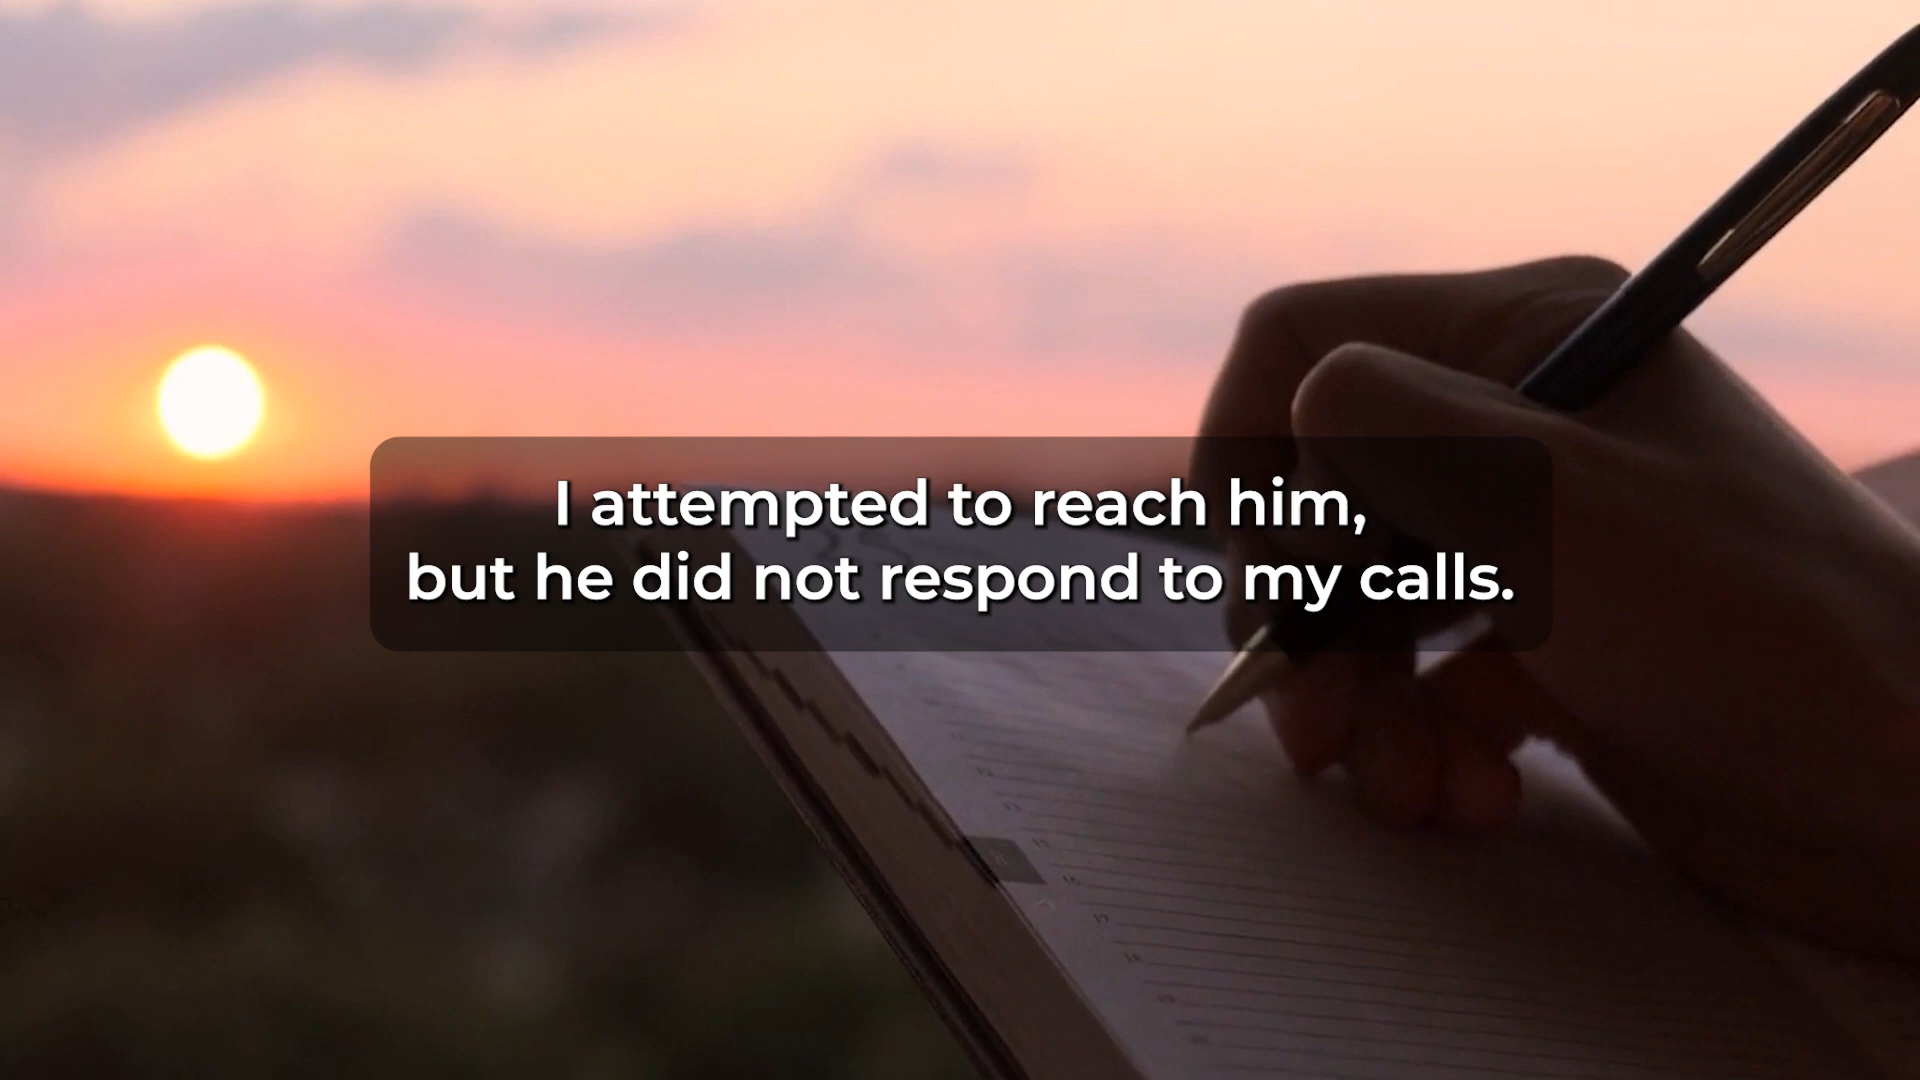 I attempted to reach him,
but he did not respond to my calls.